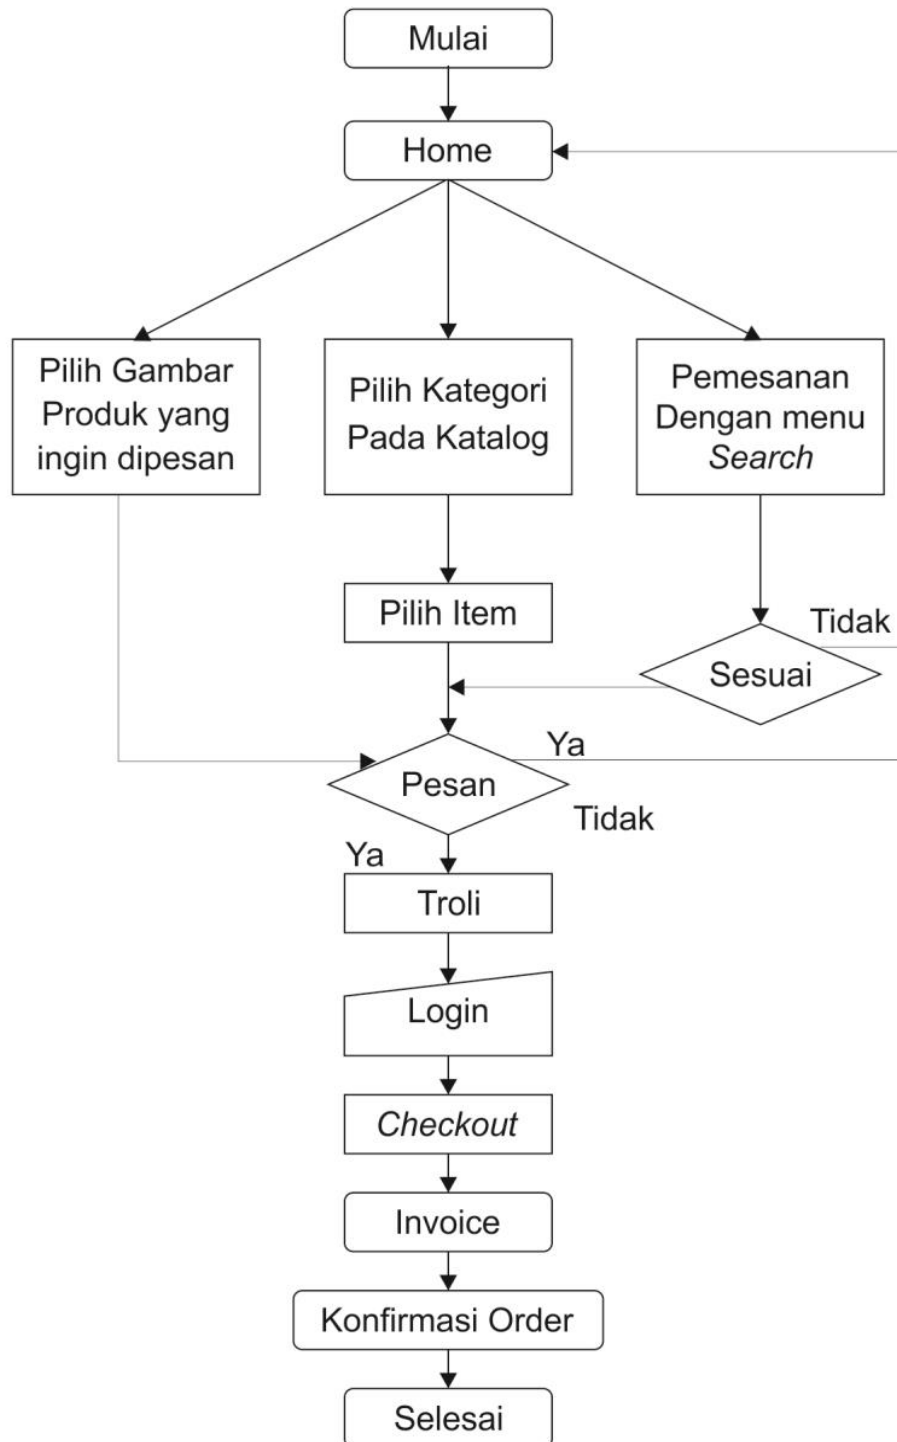 Mulai
Home
Pilih Gambar
Produk yang
ingin dipesan
Pilih Kategori
Pada Katalog
Pemesanan
Dengan menu
Search
Pilih Item
Tidak
Sesuai
Ya
Pesan
Tidak
Ya
Troli
Login
Checkout
Invoice
Konfirmasi Order
Selesai